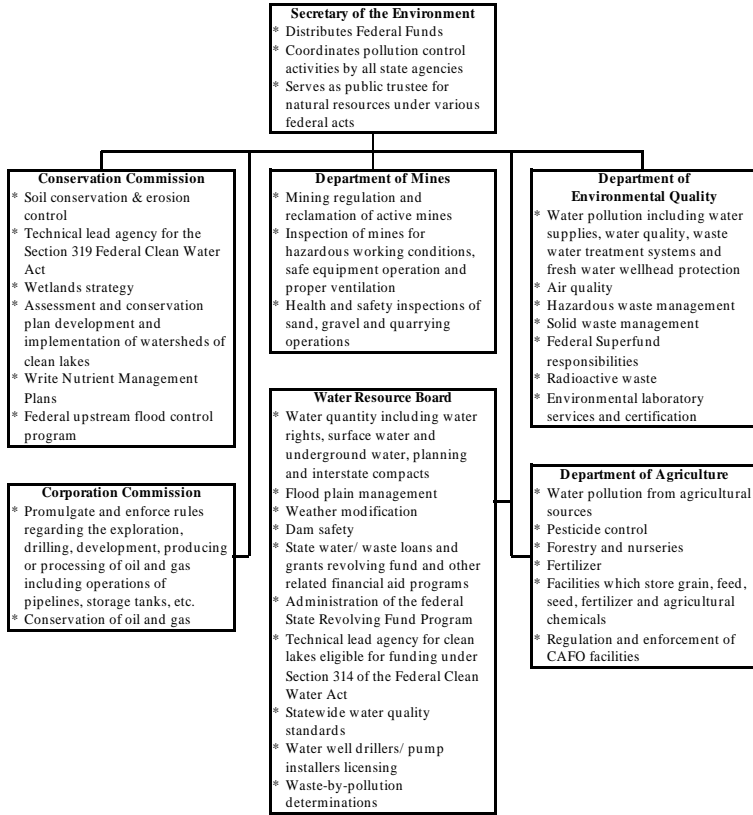 Secretary of the Environment
* Distributes Federal Funds
* Coordinates pollution control
activities by all state agencies
* Serves as public trustee for
natural resources under various
federal acts
Conservation Commission
* Soil conservation & erosion
control
* Technical lead agency for the
Section 319 Federal Clean Water
Act
* Wetlands strategy
* Assessment and conservation
plan development and
implementation of watersheds of
clean lakes
* Write Nutrient Management
Plans
* Federal upstream flood control
program
Department of Mines
* Mining regulation and
reclamation of active mines
* Inspection of mines for
hazardous working conditions,
safe equipment operation and
proper ventilation
* Health and safety inspections of
sand, gravel and quarrying
operations
Department of
Environmental Quality
* Water pollution including water
supplies, water quality, waste
water treatment systems and
fresh water wellhead protection
* Air quality
* Hazardous waste management
* Solid waste management
* Federal Superfund
responsibilities
* Radioactive waste
* Environmental laboratory
services and certification
Corporation Commission
* Promulgate and enforce rules
regarding the exploration,
drilling, development, producing
or processing of oil and gas
including operations of
pipelines, storage tanks, etc.
* Conservation of oil and gas
Water Resource Board
* Water quantity including water
rights, surface water and
underground water, planning
and interstate compacts
* Flood plain management
* Weather modification
* Dam safety
* State water/ waste loans and
grants revolving fund and other
related financial aid programs
* Administration of the federal
State Revolving Fund Program
* Technical lead agency for clean
lakes eligible for funding under
Section 314 of the Federal Clean
Water Act
* Statewide water quality
standards
* Water well drillers/ pump
installers licensing
* Waste-by-pollution
determinations
Department of Agriculture
* Water pollution from agricultural
sources
* Pesticide control
* Forestry and nurseries
* Fertilizer
* Facilities which store grain, feed,
seed, fertilizer and agricultural
chemicals
* Regulation and enforcement of
CAFO facilities